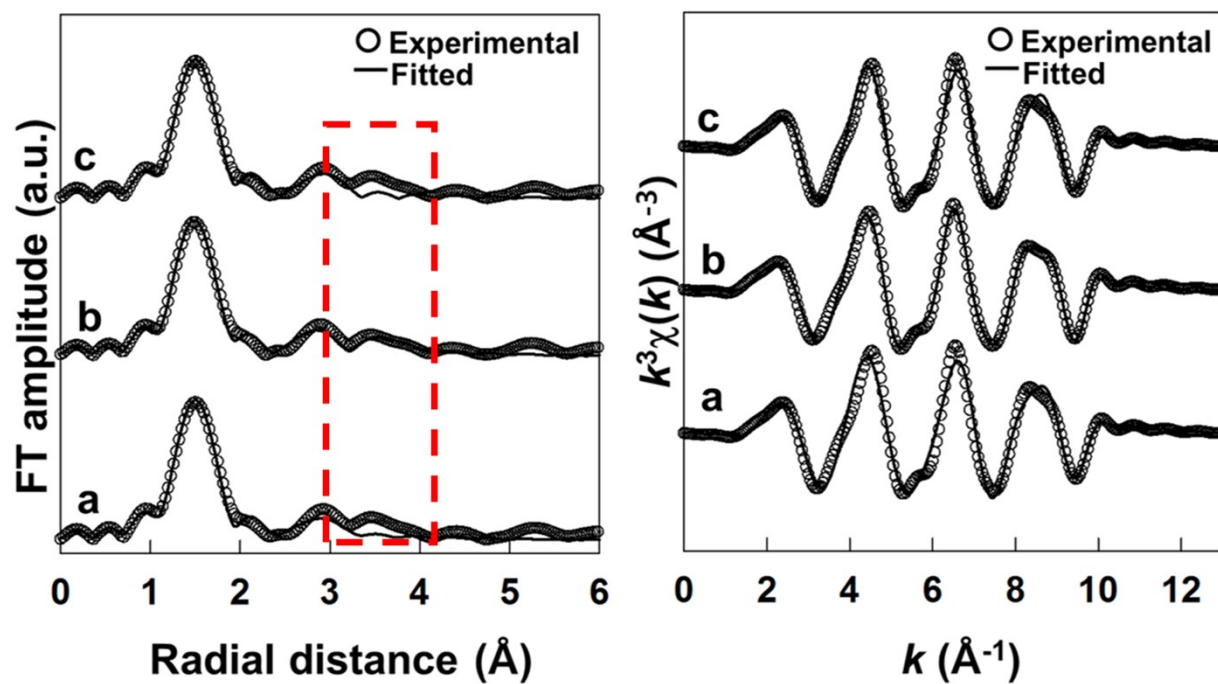 Experimental
Fitted
c
b
a
FT amplitude (a.u.)
0 1 2 3 4 5 6
Radial distance (Å)
Experimental
Fitted
c
b
a
k³χ(k) (Å⁻³)
0 2 4 6 8 10 12
k (Å⁻¹)